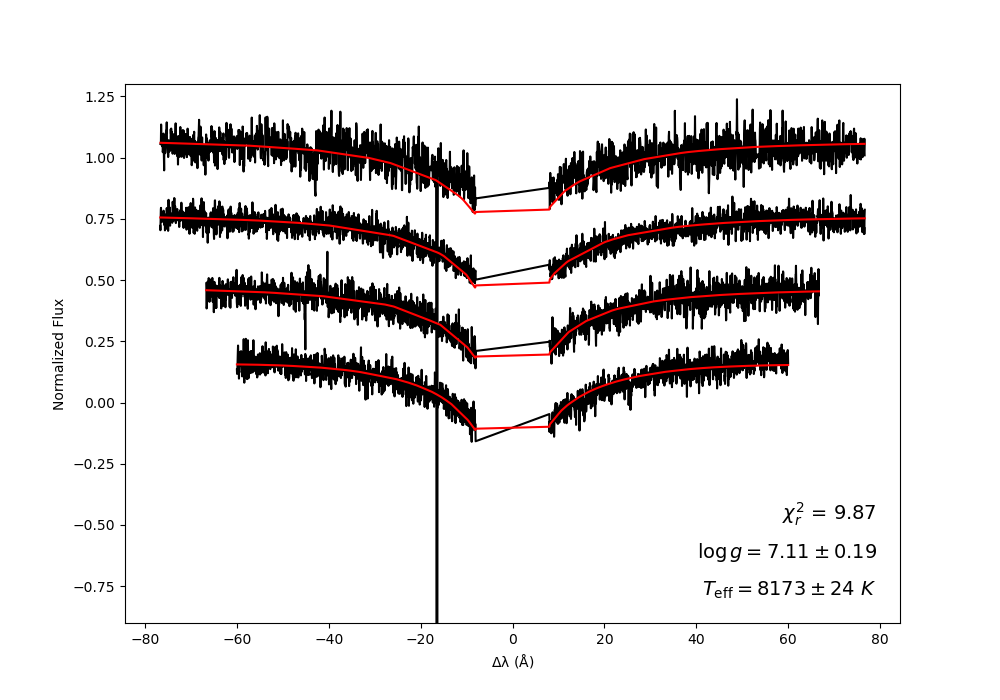 1.25
1.00
0.75
0.50
0.25
0.00
−0.25
−0.50
−0.75
Normalized Flux
χ²ᵣ = 9.87
log g = 7.11 ± 0.19
T_eff = 8173 ± 24 K
−80 −60 −40 −20 0 20 40 60 80
Δλ (Å)